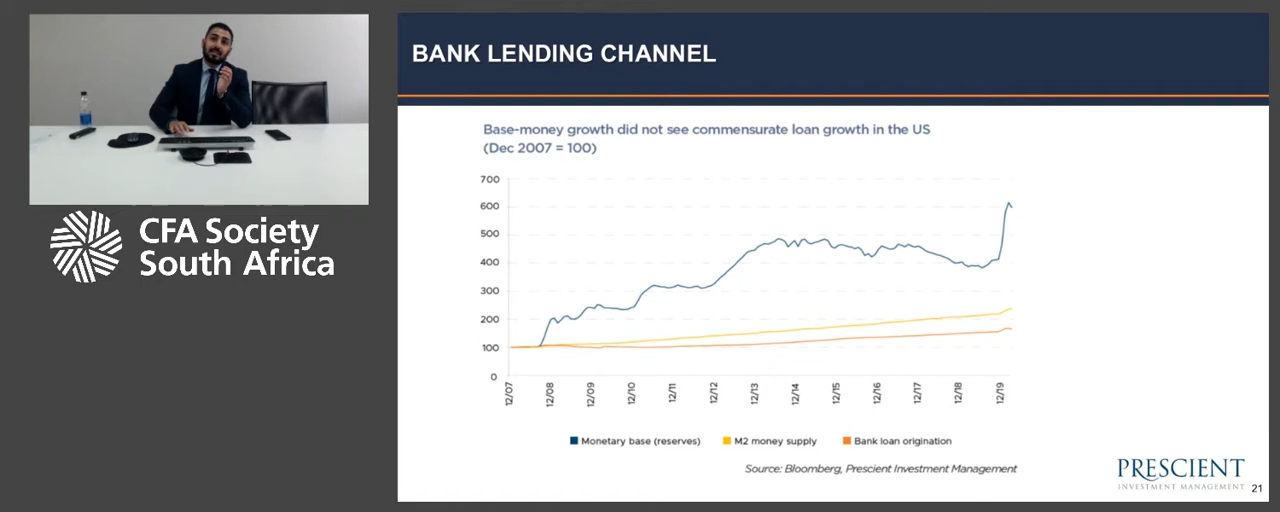 CFA Society
South Africa
BANK LENDING CHANNEL
Base-money growth did not see commensurate loan growth in the US
(Dec 2007 = 100)
700
600
500
400
300
200
100
0
12/07
12/08
12/09
12/10
12/11
12/12
12/13
12/14
12/15
12/16
12/17
12/18
12/19
Monetary base (reserves)
M2 money supply
Bank loan origination
Source: Bloomberg, Prescient Investment Management
PRESCIENT
INVESTMENT MANAGEMENT
21